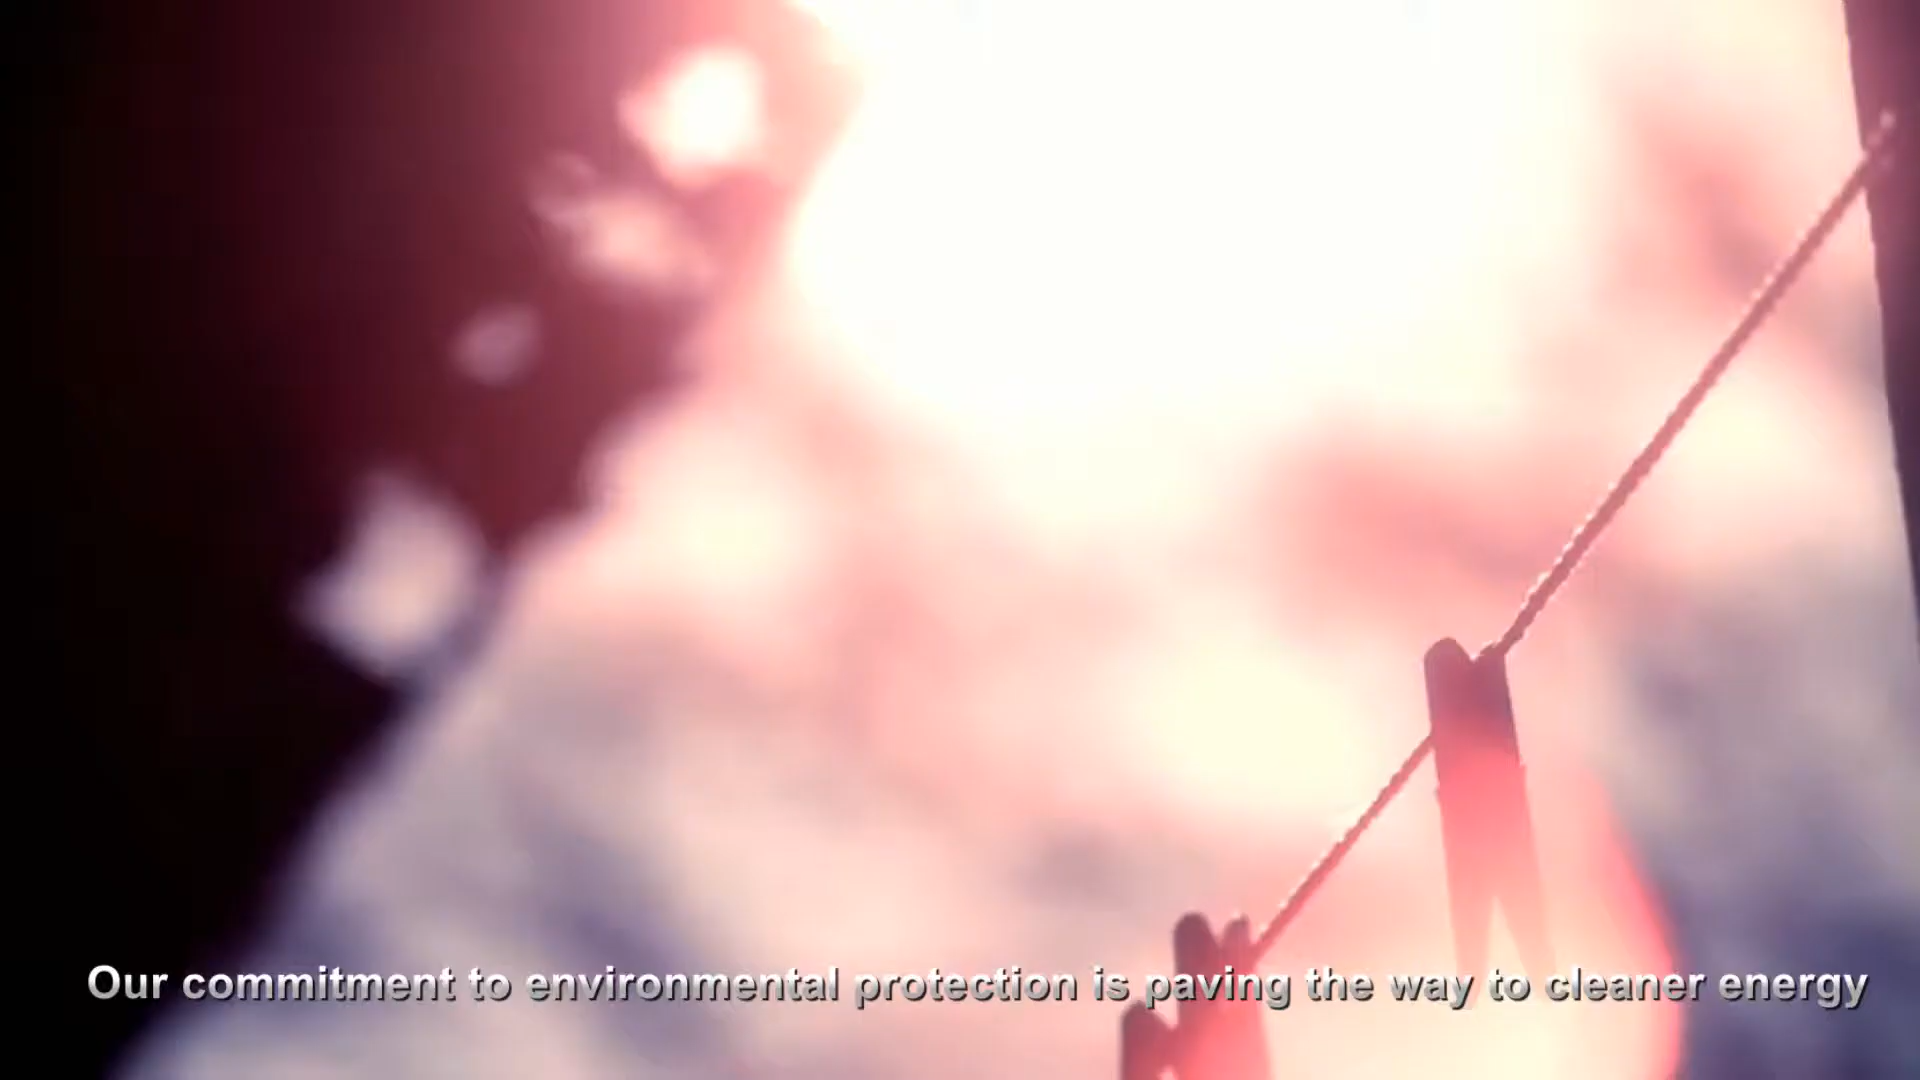 Our commitment to environmental protection is paving the way to cleaner energy